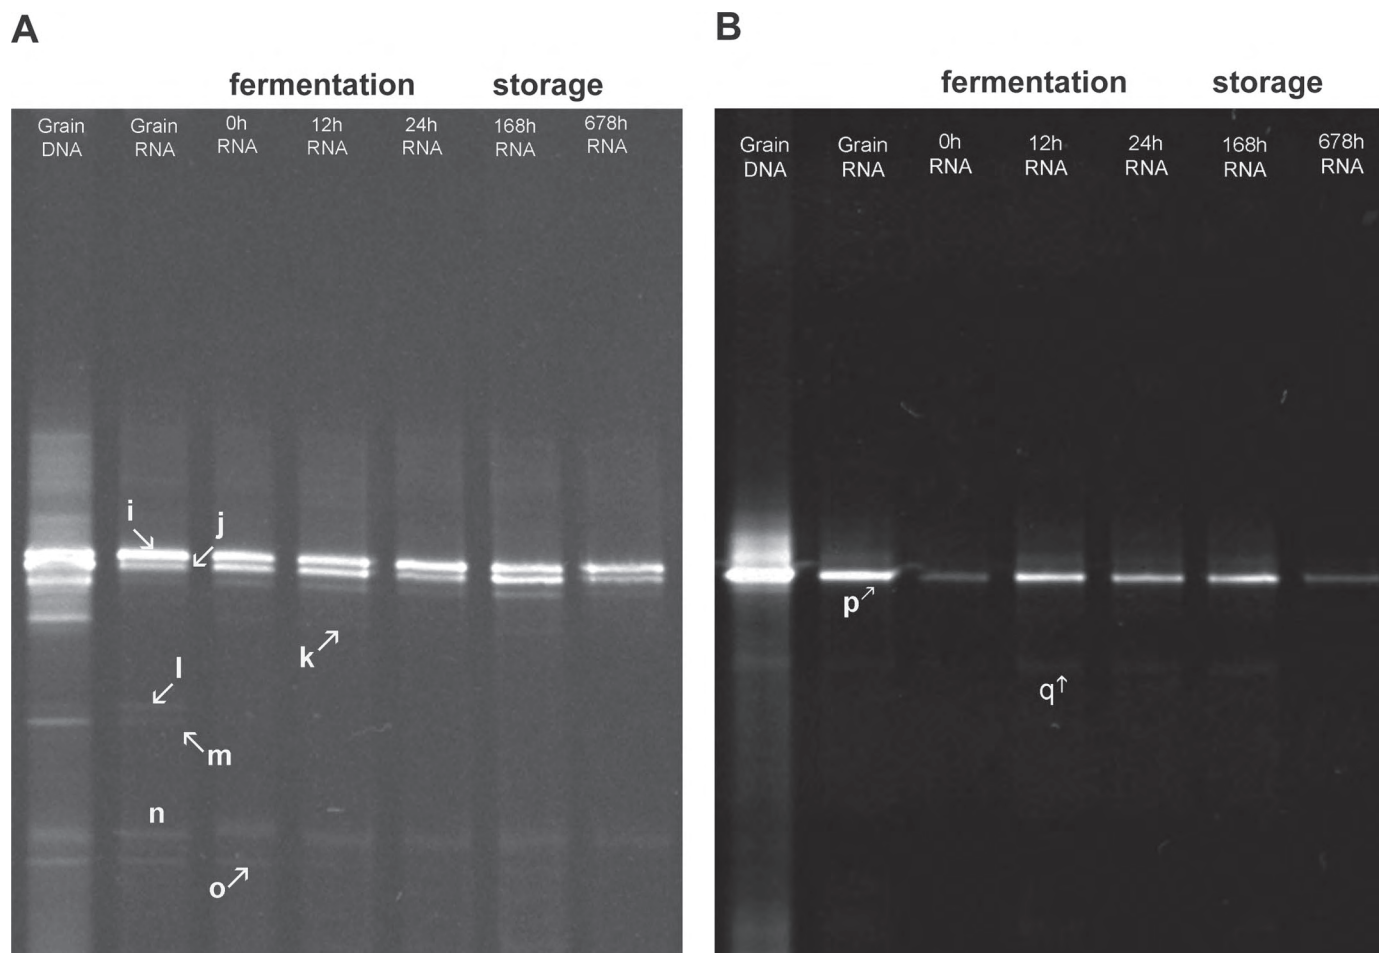 A
B
fermentation storage
fermentation storage
Grain DNA
Grain RNA
0h RNA
12h RNA
24h RNA
168h RNA
678h RNA
Grain DNA
Grain RNA
0h RNA
12h RNA
24h RNA
168h RNA
678h RNA
i
j
k
l
m
n
o
p
q